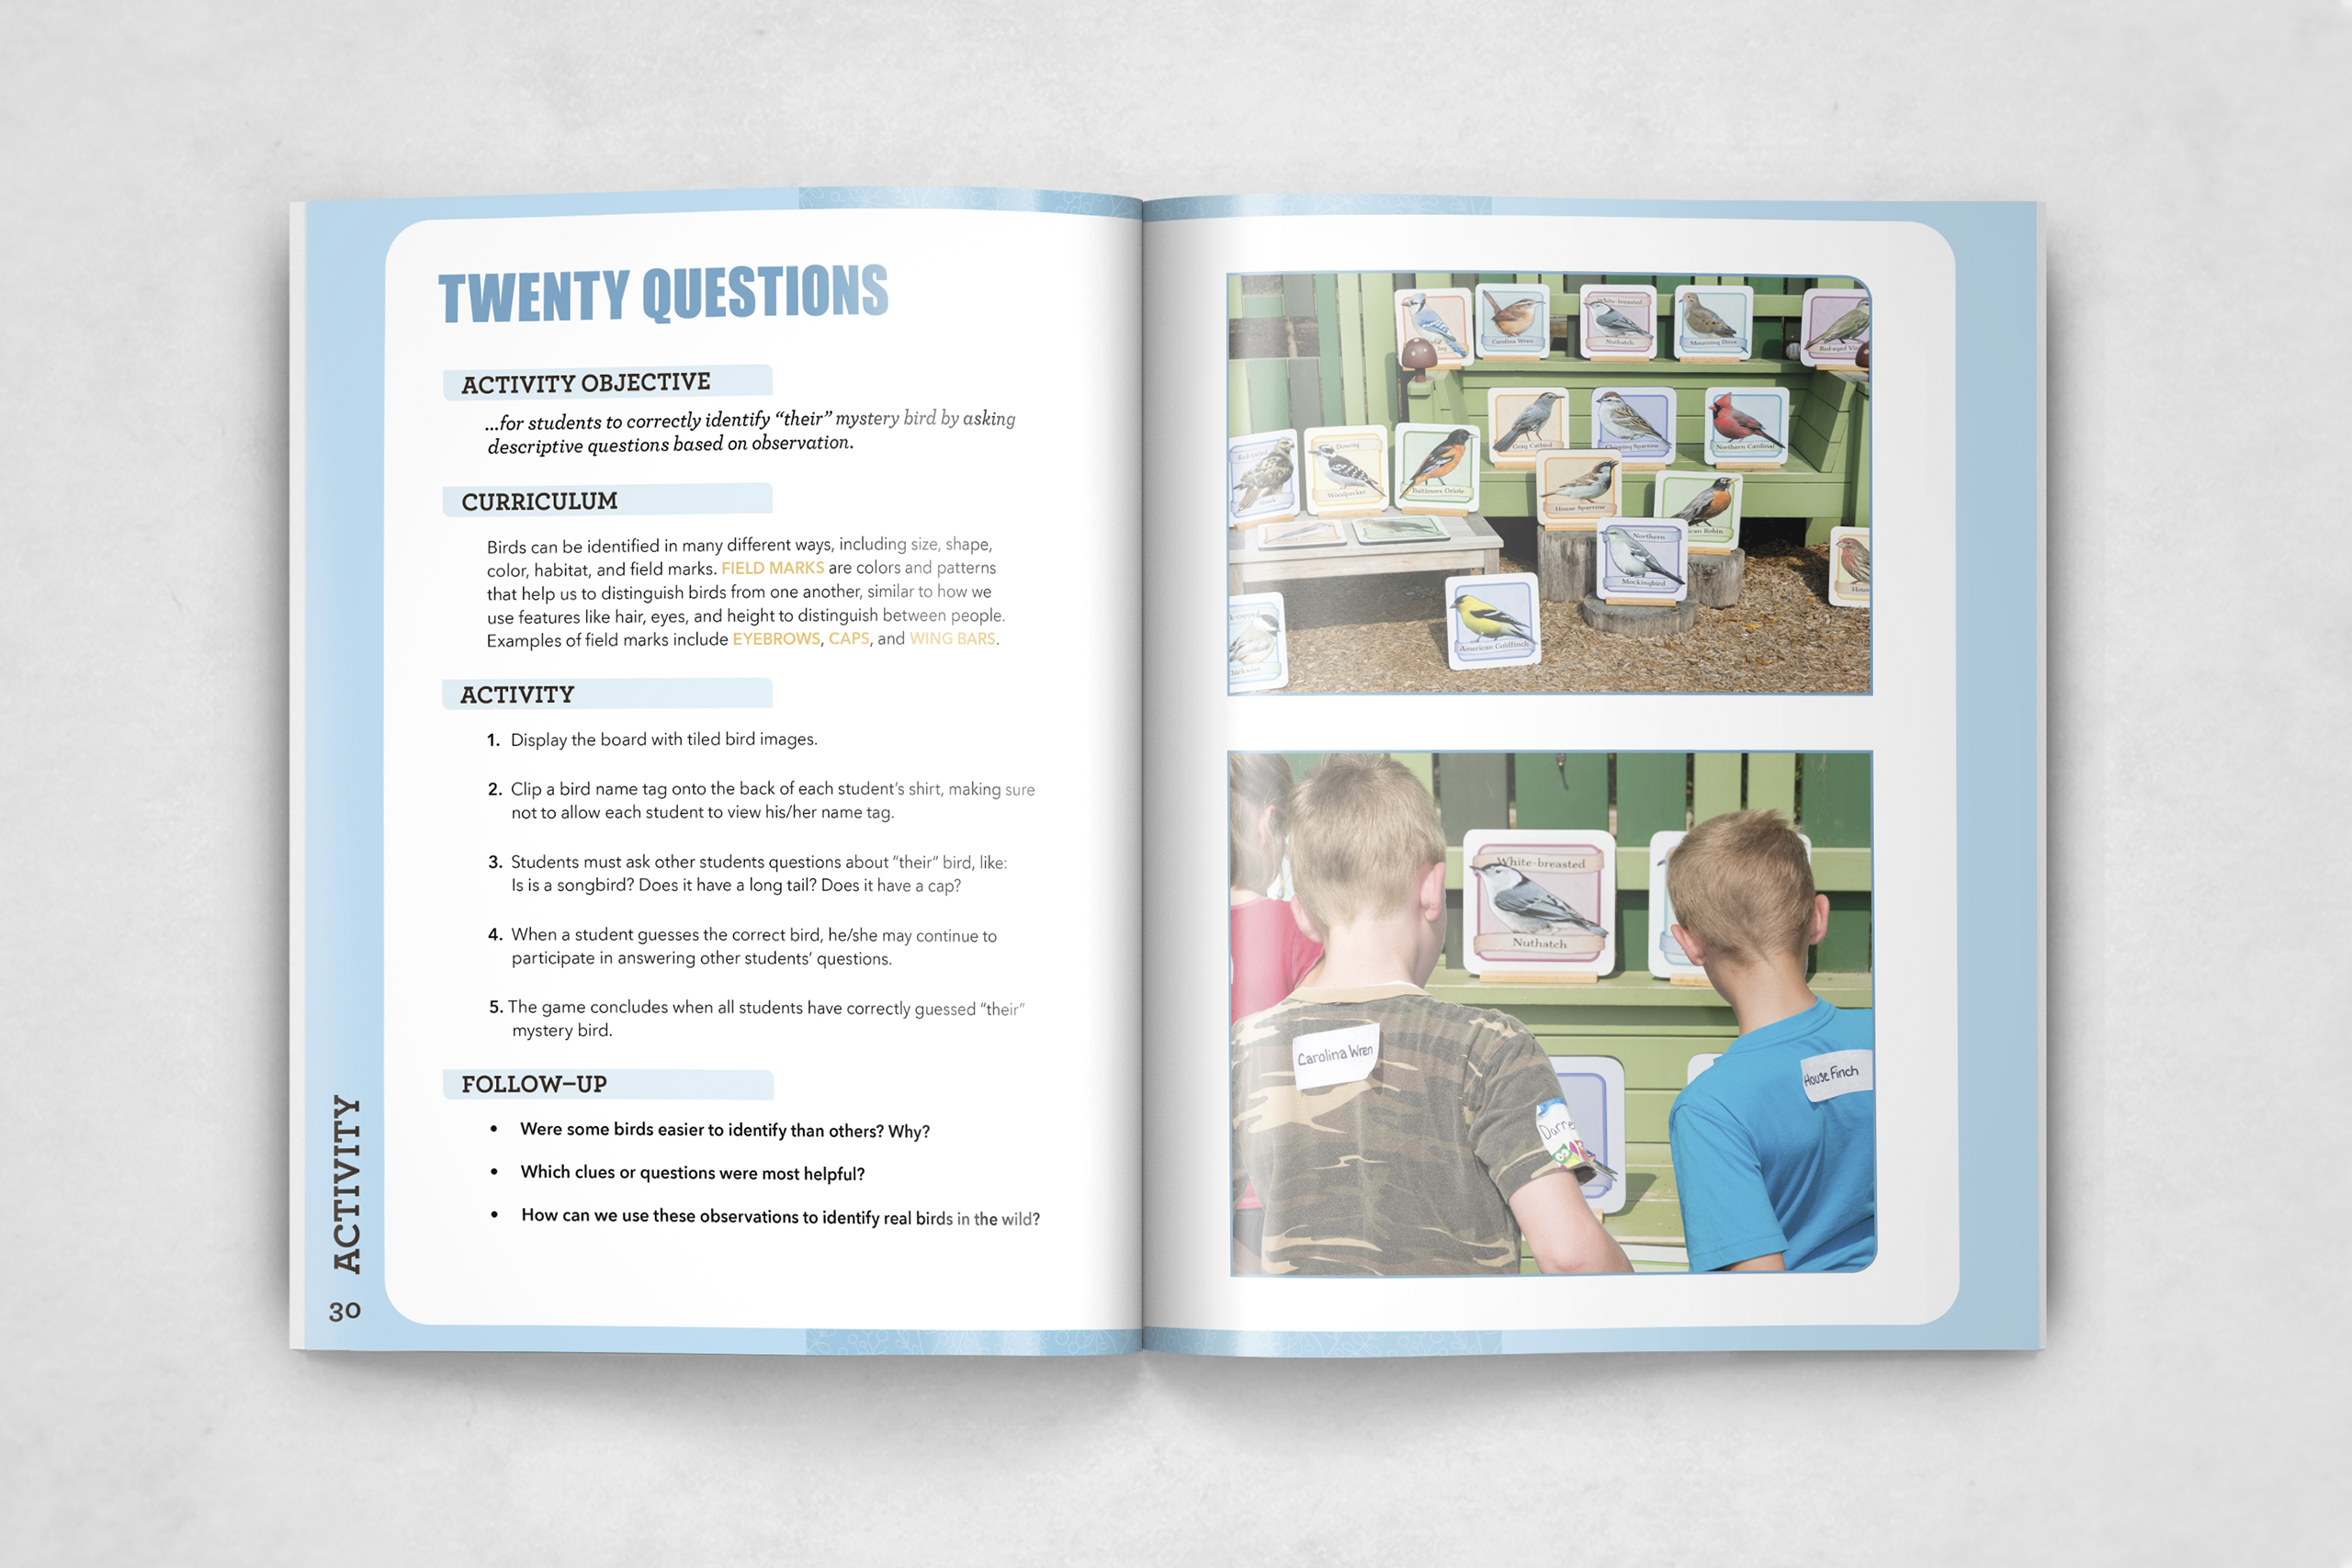 TWENTY QUESTIONS
ACTIVITY OBJECTIVE
...for students to correctly identify “their” mystery bird by asking
descriptive questions based on observation.
CURRICULUM
Birds can be identified in many different ways, including size, shape,
color, habitat, and field marks. FIELD MARKS are colors and patterns
that help us to distinguish birds from one another, similar to how we
use features like hair, eyes, and height to distinguish between people.
Examples of field marks include EYEBROWS, CAPS, and WING BARS.
ACTIVITY
1. Display the board with tiled bird images.
2. Clip a bird name tag onto the back of each student’s shirt, making sure
not to allow each student to view his/her name tag.
3. Students must ask other students questions about “their” bird, like:
Is is a songbird? Does it have a long tail? Does it have a cap?
4. When a student guesses the correct bird, he/she may continue to
participate in answering other students’ questions.
5. The game concludes when all students have correctly guessed “their”
mystery bird.
FOLLOW–UP
• Were some birds easier to identify than others? Why?
• Which clues or questions were most helpful?
• How can we use these observations to identify real birds in the wild?
ACTIVITY
30
Carolina Wren
White-breasted
Nuthatch
Mourning Dove
Gray Catbird
Chipping Sparrow
Northern Cardinal
Downy
Woodpecker
Baltimore Oriole
House Sparrow
Robin
Northern
Mockingbird
American Goldfinch
White-breasted
Nuthatch
Carolina Wren
House Finch
Darre